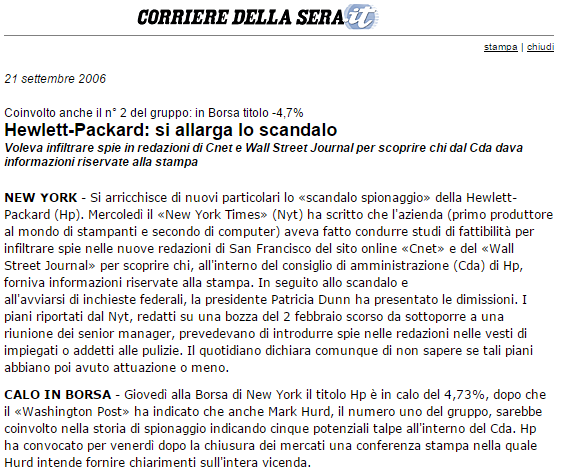 CORRIERE DELLA SERA it
stampa | chiudi
21 settembre 2006
Coinvolto anche il n° 2 del gruppo: in Borsa titolo -4,7%
Hewlett-Packard: si allarga lo scandalo
Voleva infiltrare spie in redazioni di Cnet e Wall Street Journal per scoprire chi dal Cda dava
informazioni riservate alla stampa
NEW YORK - Si arricchisce di nuovi particolari lo «scandalo spionaggio» della Hewlett-
Packard (Hp). Mercoledì il «New York Times» (Nyt) ha scritto che l'azienda (primo produttore
al mondo di stampanti e secondo di computer) aveva fatto condurre studi di fattibilità per
infiltrare spie nelle nuove redazioni di San Francisco del sito online «Cnet» e del «Wall
Street Journal» per scoprire chi, all'interno del consiglio di amministrazione (Cda) di Hp,
forniva informazioni riservate alla stampa. In seguito allo scandalo e
all'avviarsi di inchieste federali, la presidente Patricia Dunn ha presentato le dimissioni. I
piani riportati dal Nyt, redatti su una bozza del 2 febbraio scorso da sottoporre a una
riunione dei senior manager, prevedevano di introdurre spie nelle redazioni nelle vesti di
impiegati o addetti alle pulizie. Il quotidiano dichiara comunque di non sapere se tali piani
abbiano poi avuto attuazione o meno.
CALO IN BORSA - Giovedì alla Borsa di New York il titolo Hp è in calo del 4,73%, dopo che
il «Washington Post» ha indicato che anche Mark Hurd, il numero uno del gruppo, sarebbe
coinvolto nella storia di spionaggio indicando cinque potenziali talpe all'interno del Cda. Hp
ha convocato per venerdì dopo la chiusura dei mercati una conferenza stampa nella quale
Hurd intende fornire chiarimenti sull'intera vicenda.